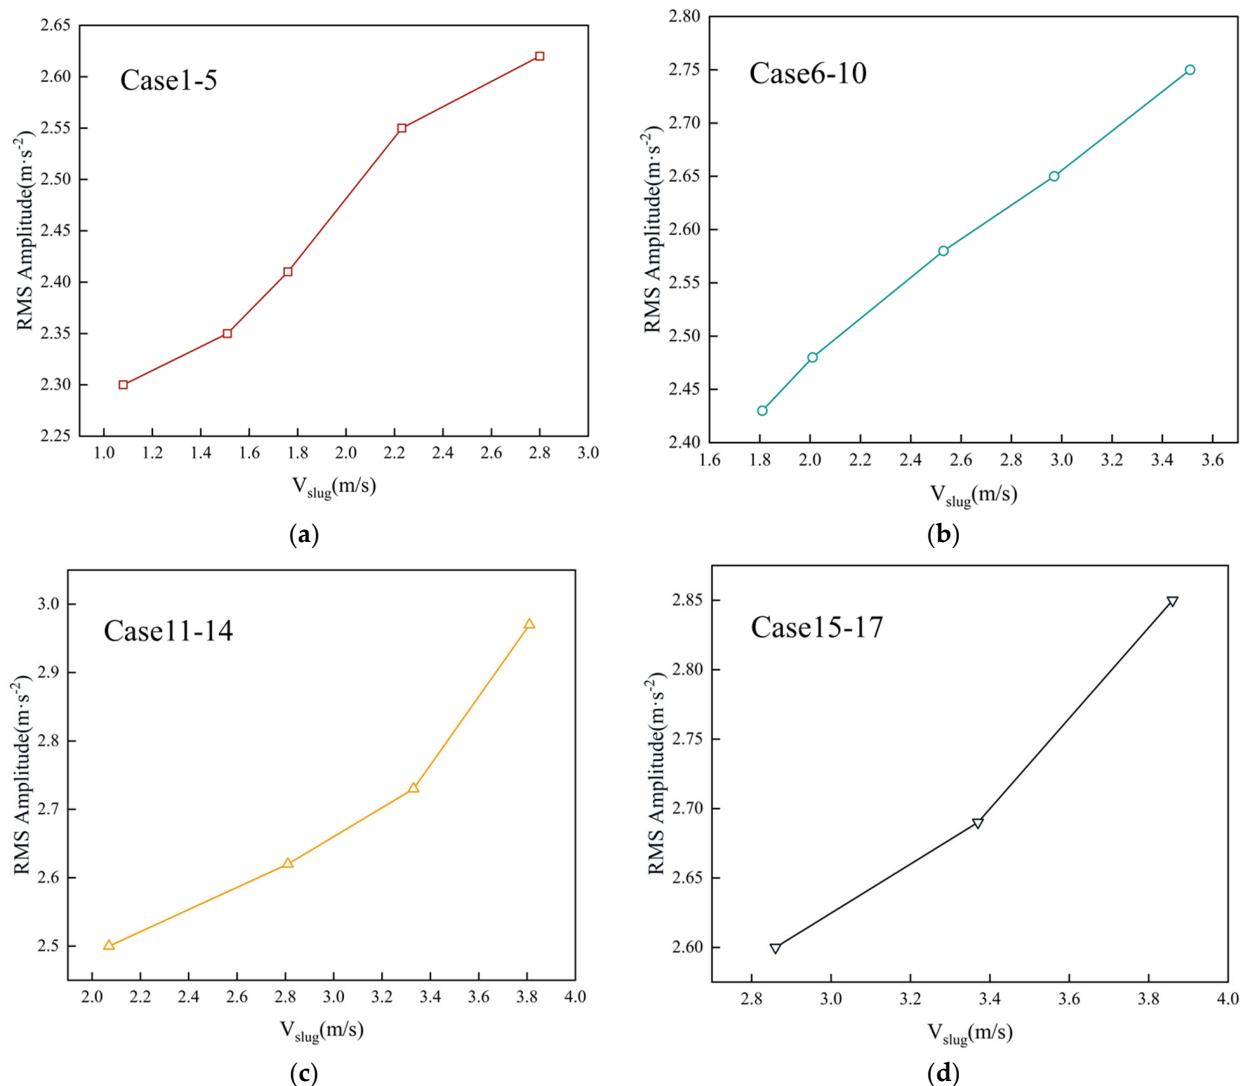 2.65
2.60
2.55
2.50
2.45
2.40
2.35
2.30
2.25
RMS Amplitude(m·s⁻²)
Case1-5
1.0 1.2 1.4 1.6 1.8 2.0 2.2 2.4 2.6 2.8 3.0
V_slug(m/s)
(a)
2.80
2.75
2.70
2.65
2.60
2.55
2.50
2.45
2.40
RMS Amplitude(m·s⁻²)
Case6-10
1.6 1.8 2.0 2.2 2.4 2.6 2.8 3.0 3.2 3.4 3.6
V_slug(m/s)
(b)
3.0
2.9
2.8
2.7
2.6
2.5
RMS Amplitude(m·s⁻²)
Case11-14
2.0 2.2 2.4 2.6 2.8 3.0 3.2 3.4 3.6 3.8 4.0
V_slug(m/s)
(c)
2.85
2.80
2.75
2.70
2.65
2.60
RMS Amplitude(m·s⁻²)
Case15-17
2.8 3.0 3.2 3.4 3.6 3.8 4.0
V_slug(m/s)
(d)